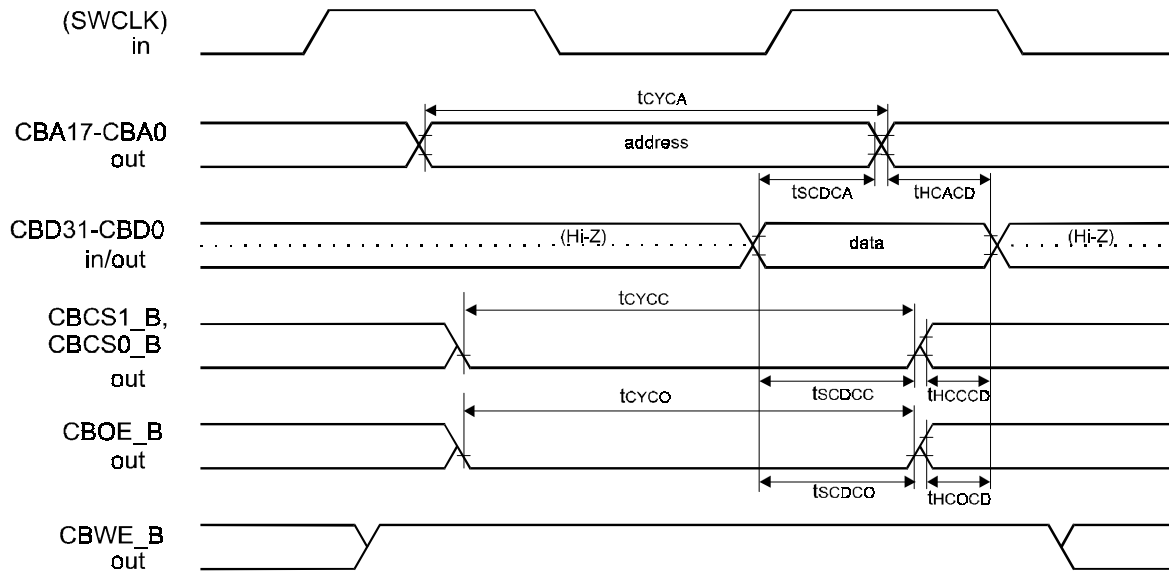 (SWCLK)
in
tCYCA
CBA17-CBA0
out
address
tSCDCA
tHCACD
CBD31-CBD0
in/out
(Hi-Z)
data
(Hi-Z)
CBCS1_B,
CBCS0_B
out
tCYCC
tSCDCC
tHCCCD
tCYCO
CBOE_B
out
tSCDCO
tHCOCD
CBWE_B
out